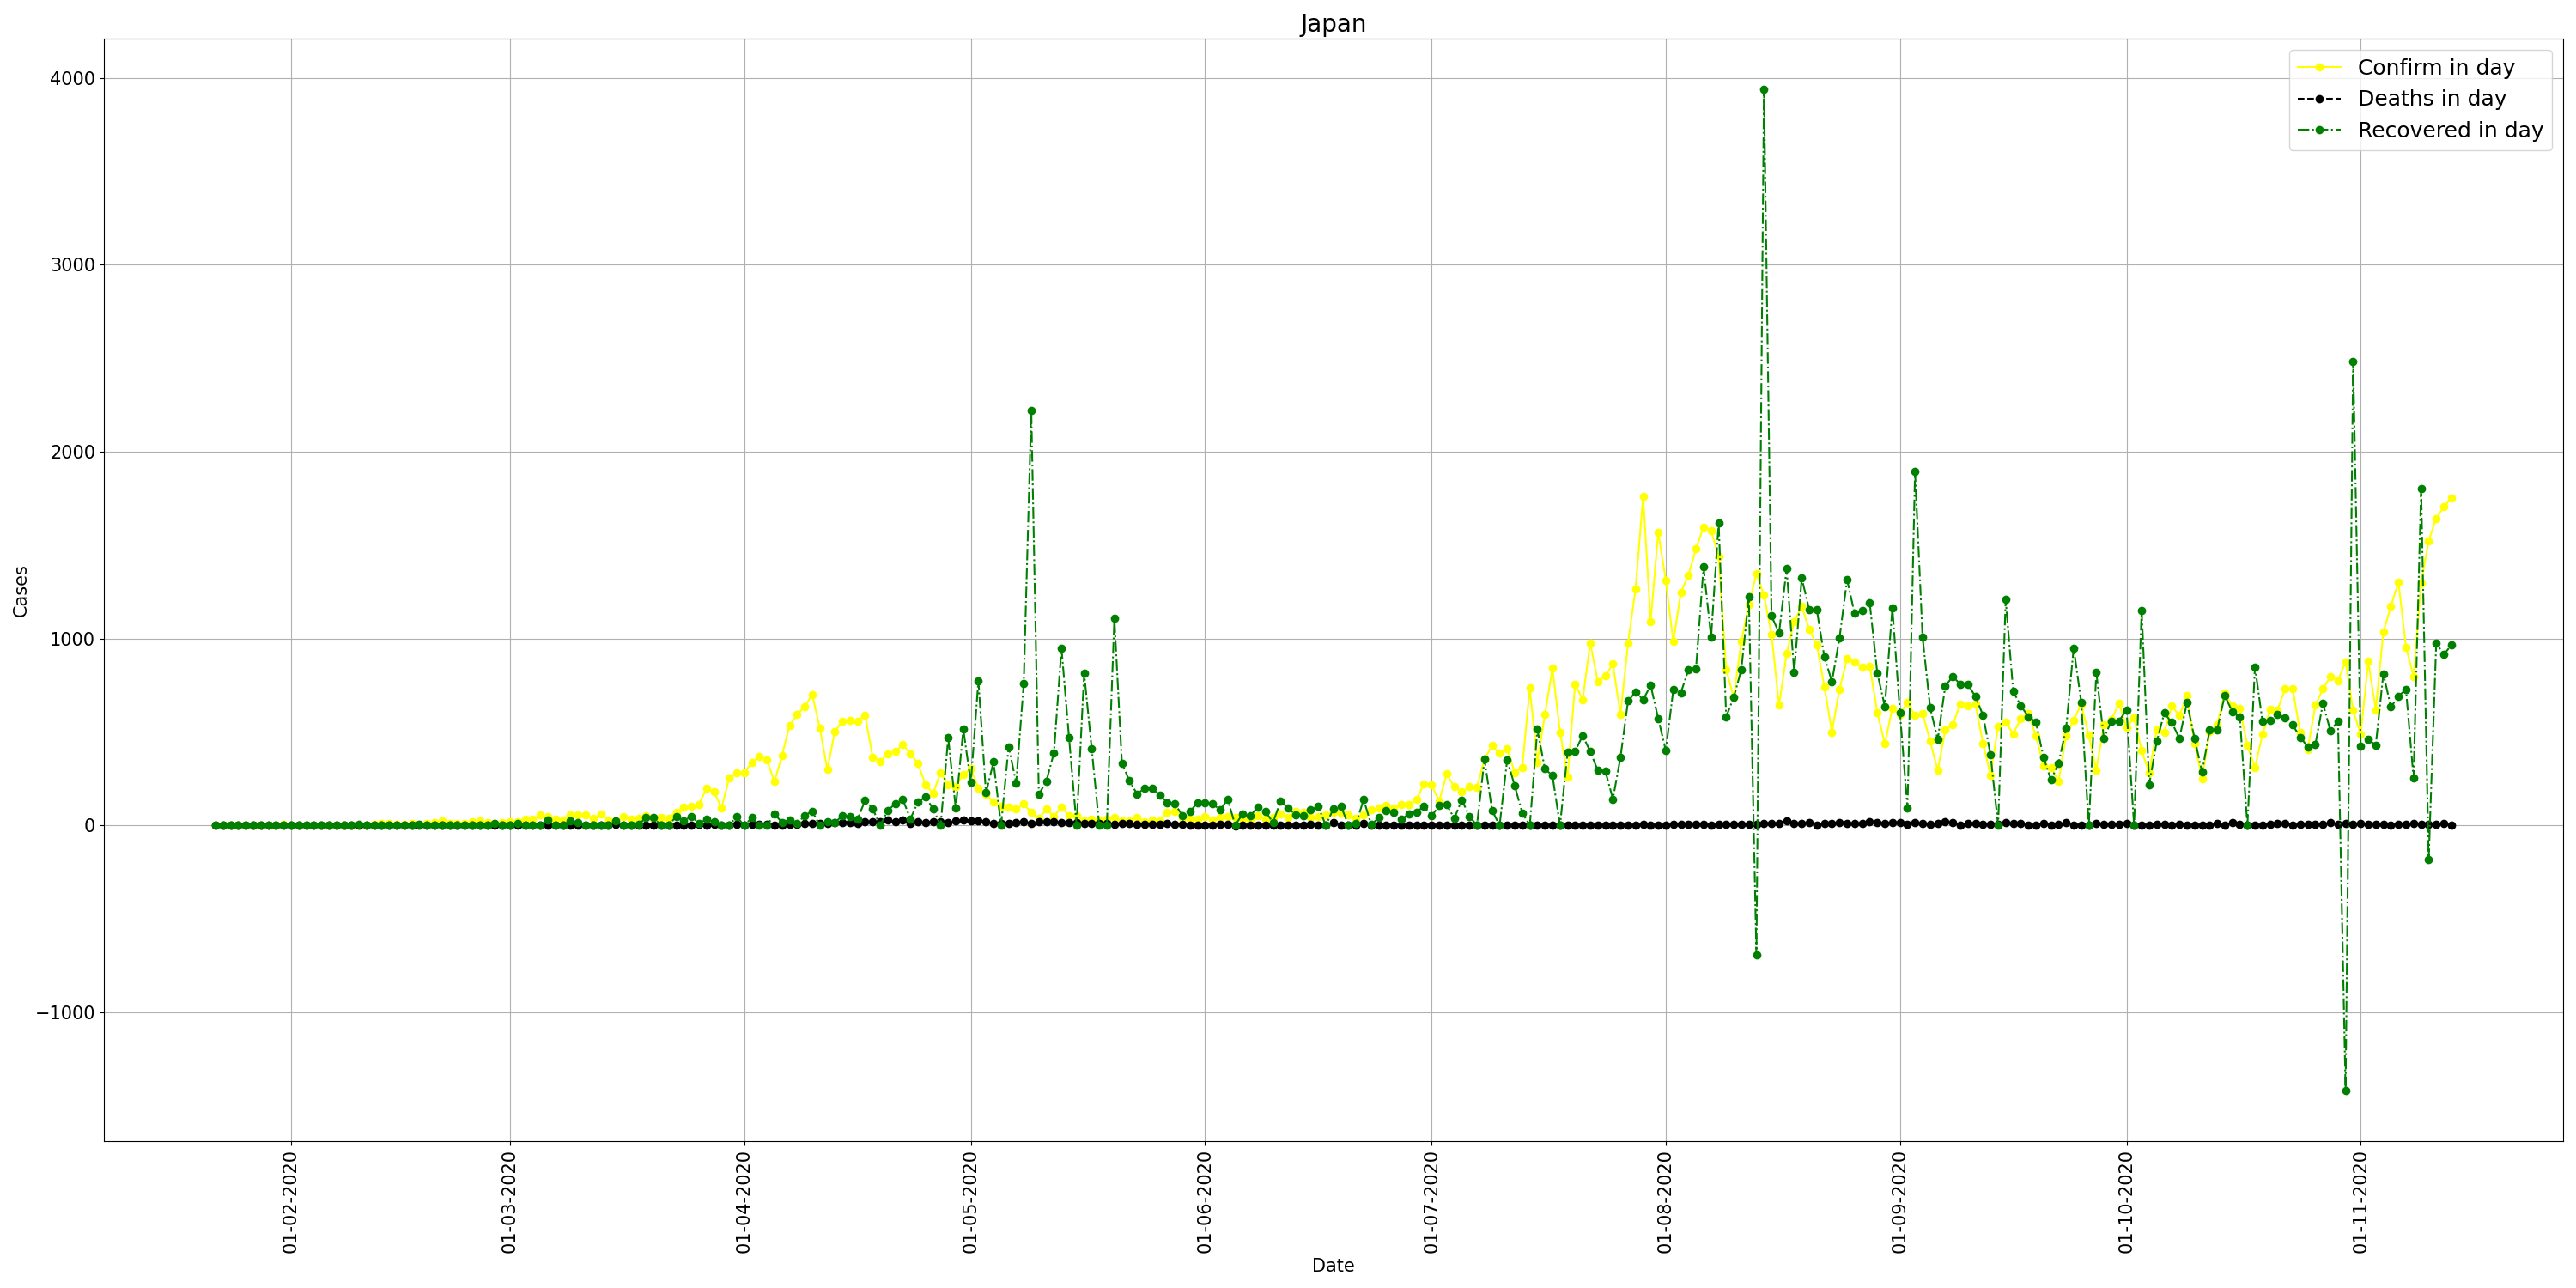 Japan
Confirm in day
Deaths in day
Recovered in day
4000
3000
2000
1000
0
−1000
Cases
01-02-2020
01-03-2020
01-04-2020
01-05-2020
01-06-2020
01-07-2020
01-08-2020
01-09-2020
01-10-2020
01-11-2020
Date